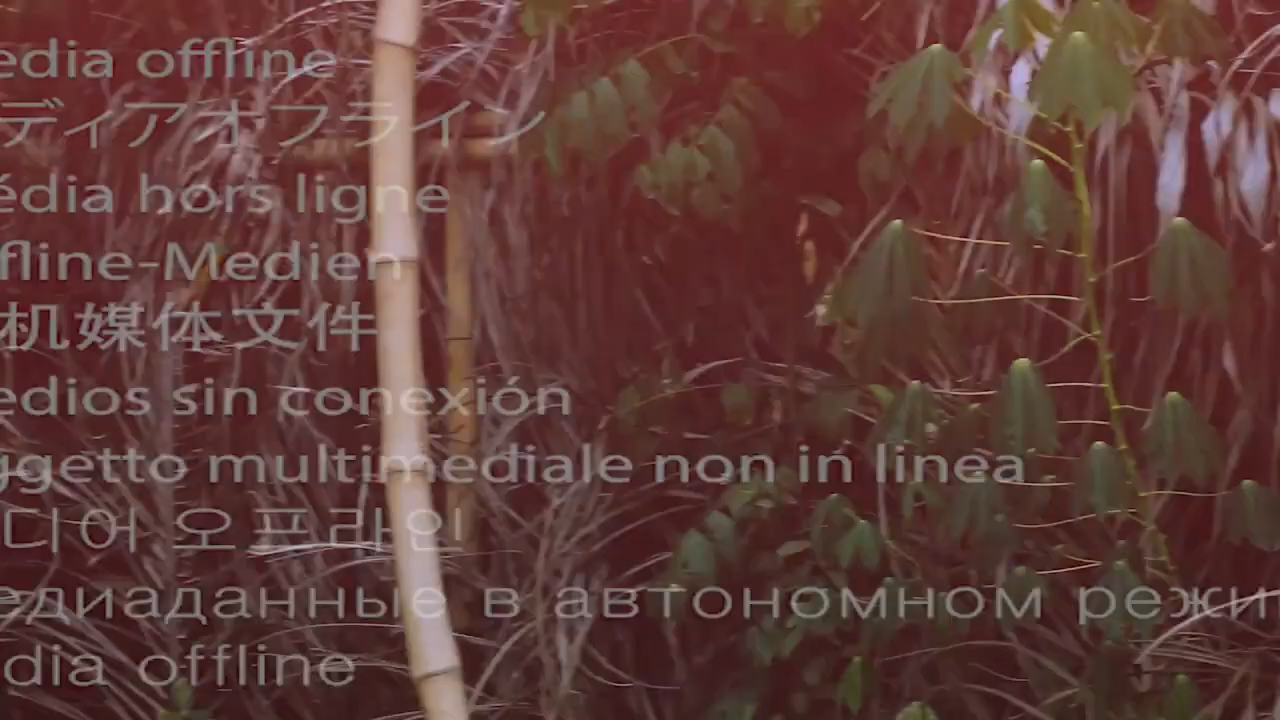 edia offline
ディアオフライン
édia hors ligne
fline-Medien
机媒体文件
edios sin conexión
ggetto multimediale non in linea
디어 오프라인
едиаданные в автономном режи
dia offline